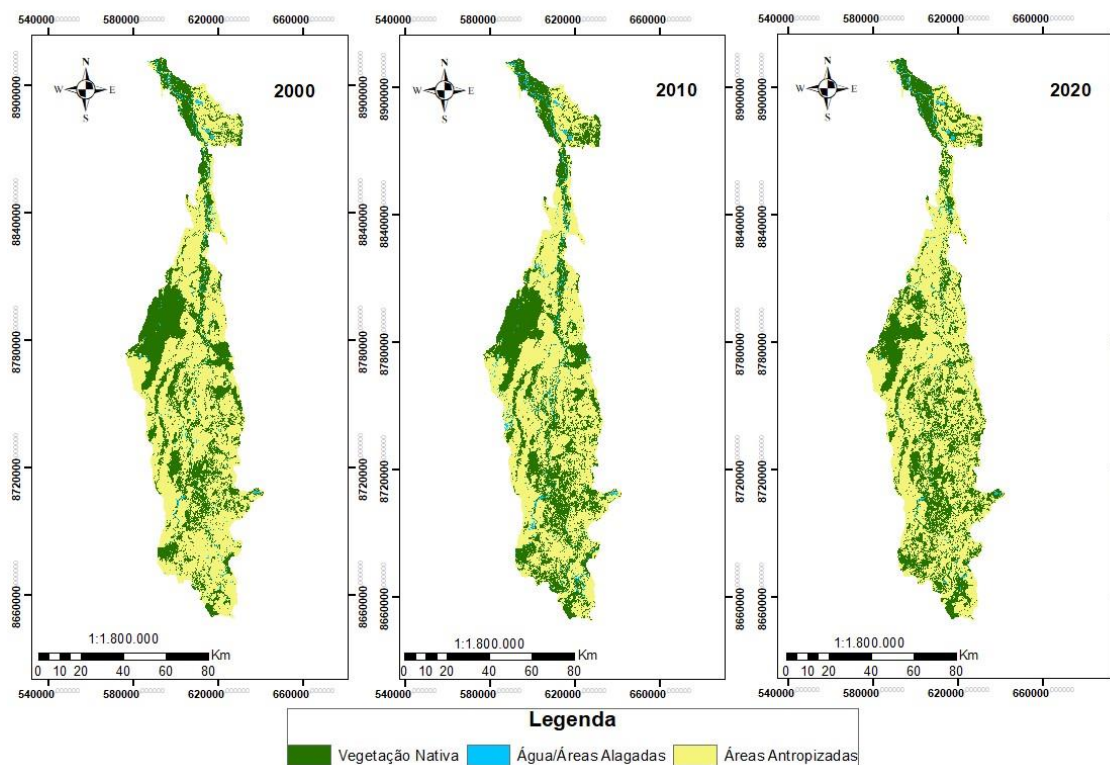 540000 580000 620000 660000 540000 580000 620000 660000 540000 580000 620000 660000
N N N
W E W E W E
S S S
2000 2010 2020
8900000 8900000 8900000
8840000 8840000 8840000
8780000 8780000 8780000
8720000 8720000 8720000
8660000 8660000 8660000
1:1.800.000 1:1.800.000 1:1.800.000
Km Km Km
0 10 20 40 60 80 0 10 20 40 60 80 0 10 20 40 60 80
540000 580000 620000 660000 540000 580000 620000 660000 540000 580000 620000 660000
Legenda
Vegetação Nativa Água/Áreas Alagadas Áreas Antropizadas